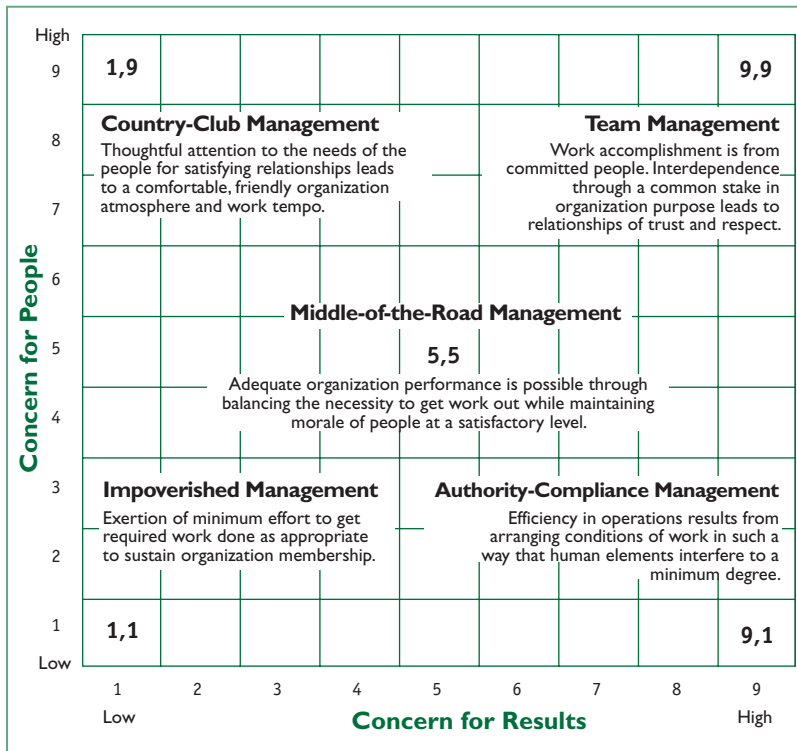 High
9
1,9
9,9
8
Country-Club Management
Thoughtful attention to the needs of the
people for satisfying relationships leads
to a comfortable, friendly organization
atmosphere and work tempo.
Team Management
Work accomplishment is from
committed people. Interdependence
through a common stake in
organization purpose leads to
relationships of trust and respect.
7
6
Concern for People
Middle-of-the-Road Management
5
5,5
Adequate organization performance is possible through
balancing the necessity to get work out while maintaining
morale of people at a satisfactory level.
4
3
Impoverished Management
Exertion of minimum effort to get
required work done as appropriate
to sustain organization membership.
Authority-Compliance Management
Efficiency in operations results from
arranging conditions of work in such a
way that human elements interfere to a
minimum degree.
2
1
1,1
9,1
Low
1 2 3 4 5 6 7 8 9
Low
Concern for Results
High